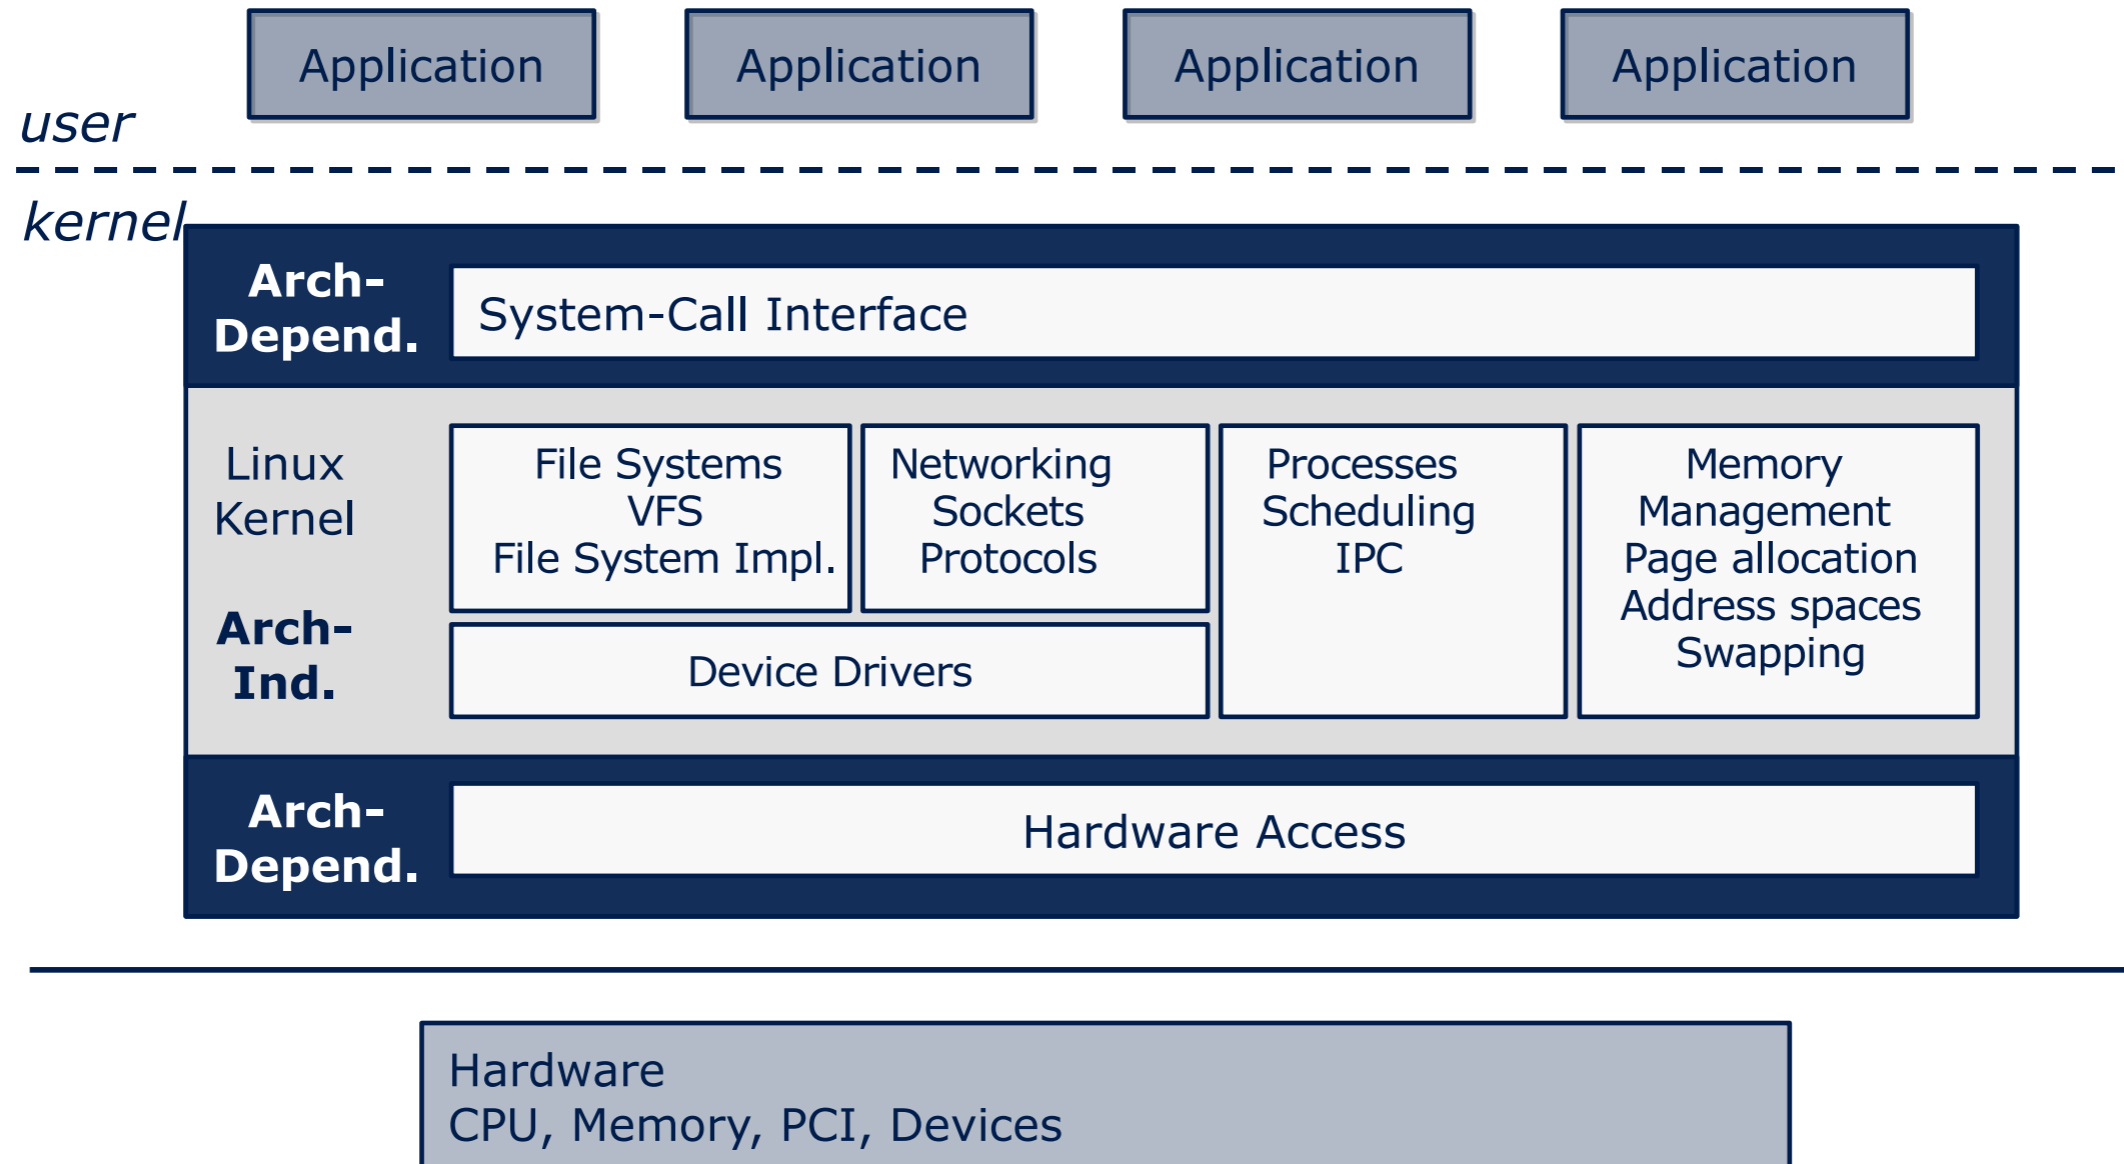 Application
Application
Application
Application
user
kernel
Arch-
Depend.
System-Call Interface
Linux
Kernel
Arch-
Ind.
File Systems
VFS
File System Impl.
Networking
Sockets
Protocols
Device Drivers
Processes
Scheduling
IPC
Memory
Management
Page allocation
Address spaces
Swapping
Arch-
Depend.
Hardware Access
Hardware
CPU, Memory, PCI, Devices